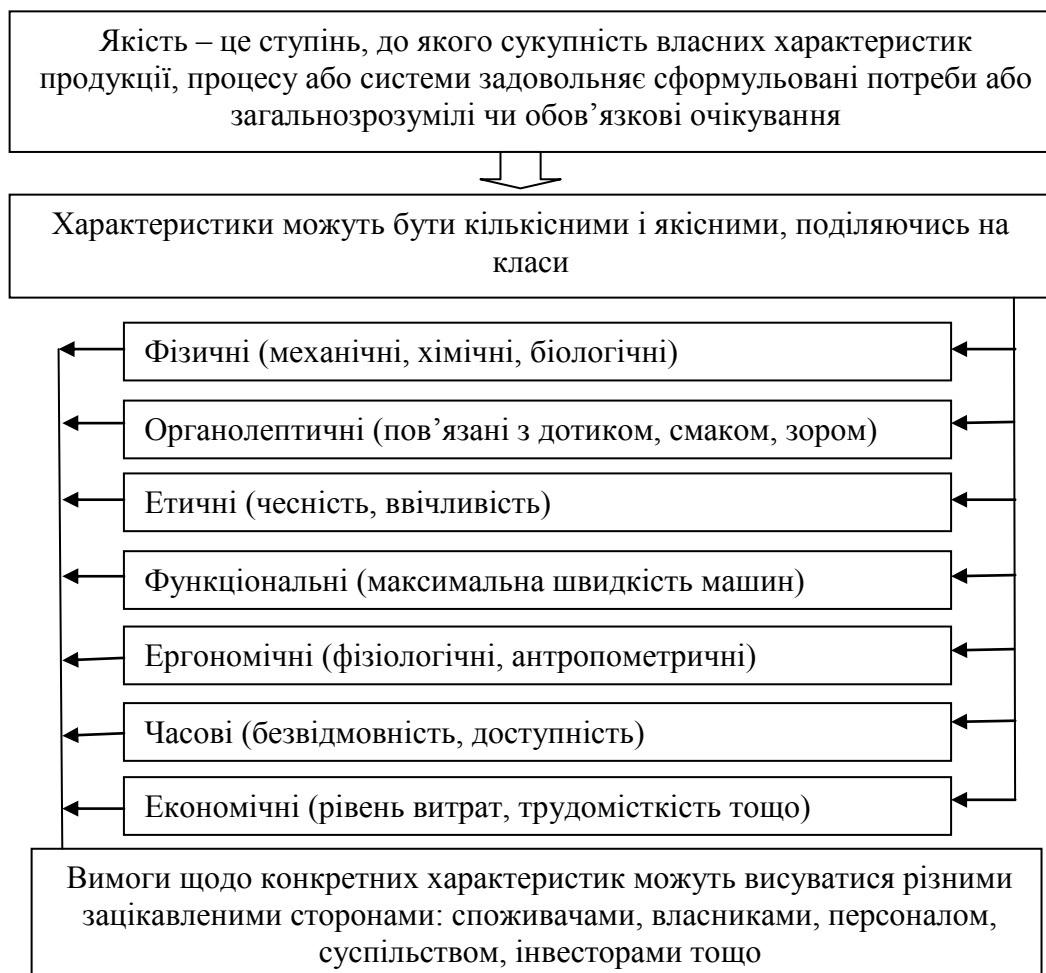 Якість – це ступінь, до якого сукупність власних характеристик
продукції, процесу або системи задовольняє сформульовані потреби або
загальнозрозумілі чи обов’язкові очікування
Характеристики можуть бути кількісними і якісними, поділяючись на
класи
Фізичні (механічні, хімічні, біологічні)
Органолептичні (пов’язані з дотиком, смаком, зором)
Етичні (чесність, ввічливість)
Функціональні (максимальна швидкість машин)
Ергономічні (фізіологічні, антропометричні)
Часові (безвідмовність, доступність)
Економічні (рівень витрат, трудомісткість тощо)
Вимоги щодо конкретних характеристик можуть висуватися різними
зацікавленими сторонами: споживачами, власниками, персоналом,
суспільством, інвесторами тощо